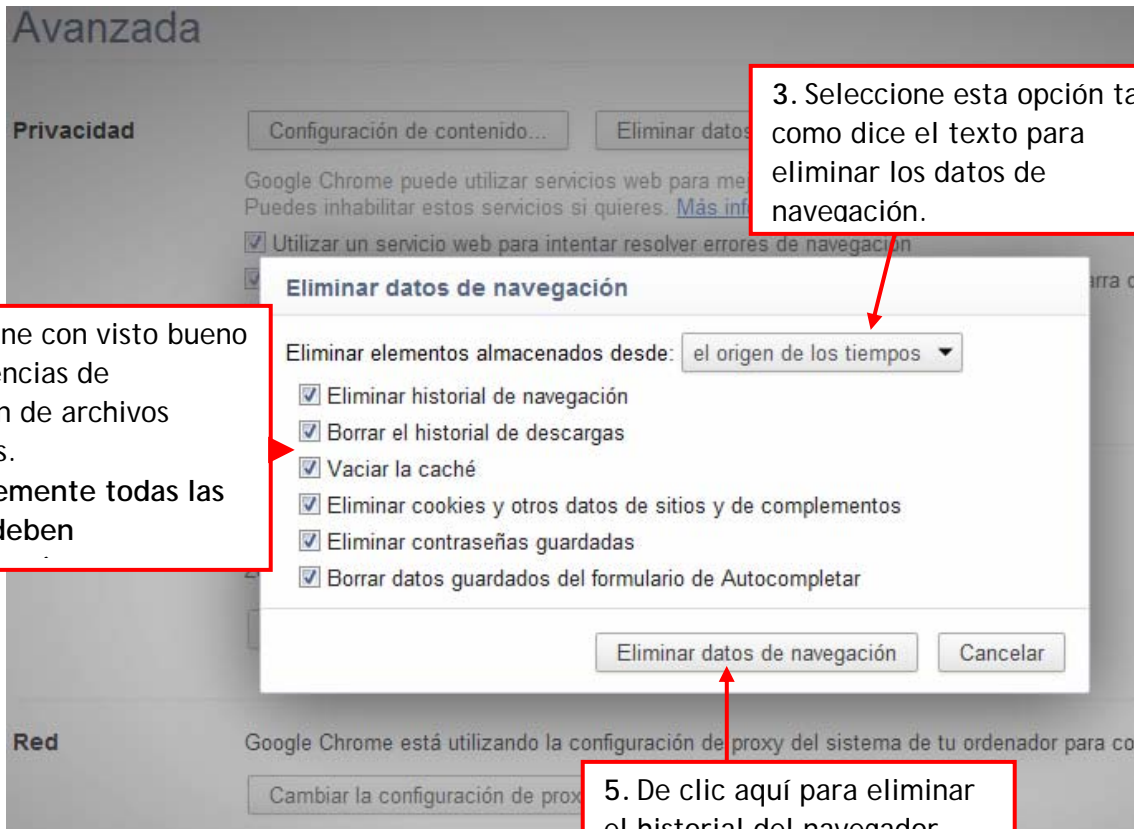 Avanzada
3. Seleccione esta opción ta
como dice el texto para
eliminar los datos de
navegación.
Privacidad
Configuración de contenido...
Eliminar datos
Google Chrome puede utilizar servicios web para mej
Puedes inhabilitar estos servicios si quieres. Más inf
Utilizar un servicio web para intentar resolver errores de navegación
arra d
Eliminar datos de navegación
ne con visto bueno
encias de
n de archivos
s.
emente todas las
deben
Eliminar elementos almacenados desde: el origen de los tiempos
Eliminar historial de navegación
Borrar el historial de descargas
Vaciar la caché
Eliminar cookies y otros datos de sitios y de complementos
Eliminar contraseñas guardadas
Borrar datos guardados del formulario de Autocompletar
Eliminar datos de navegación
Cancelar
Red
Google Chrome está utilizando la configuración de proxy del sistema de tu ordenador para co
Cambiar la configuración de prox
5. De clic aquí para eliminar
el historial del navegador